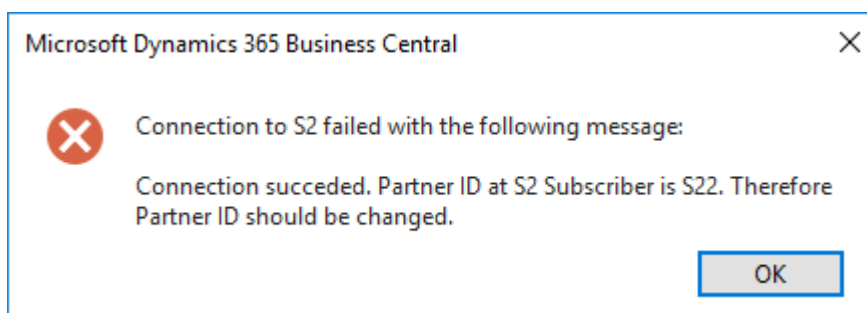 Microsoft Dynamics 365 Business Central
Connection to S2 failed with the following message:
Connection succeded. Partner ID at S2 Subscriber is S22. Therefore
Partner ID should be changed.
OK